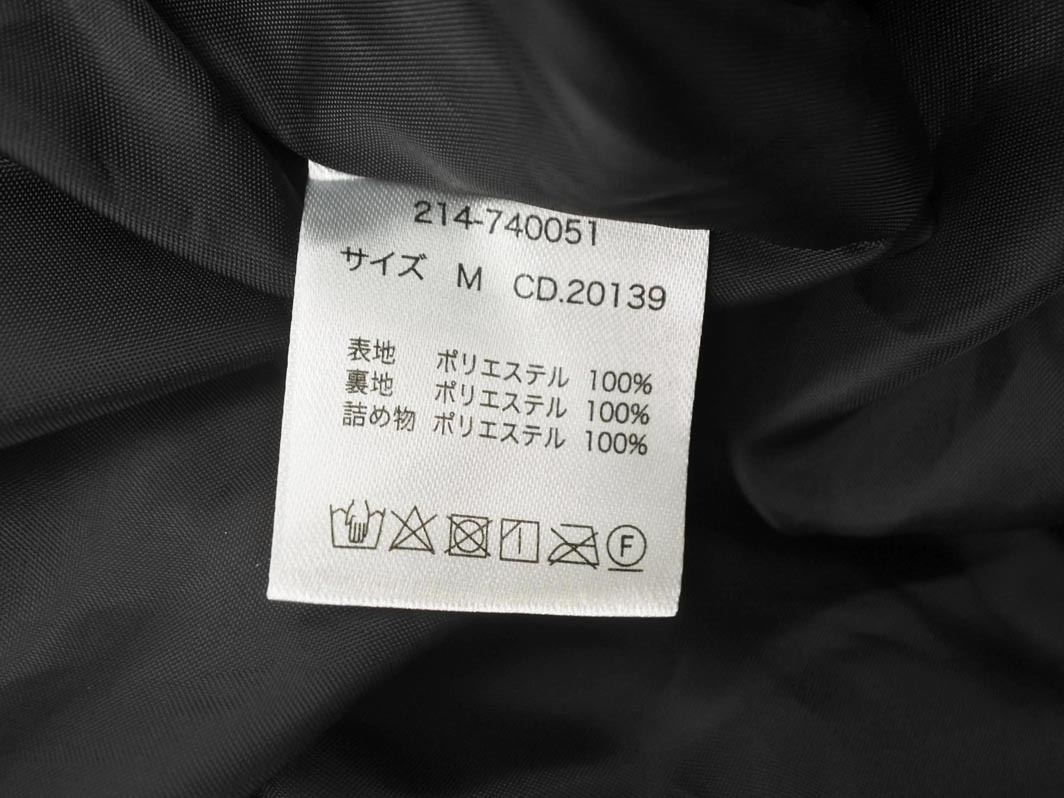 214-740051
サイズ M CD.20139
表地 ポリエステル 100%
裏地 ポリエステル 100%
詰め物 ポリエステル 100%
F